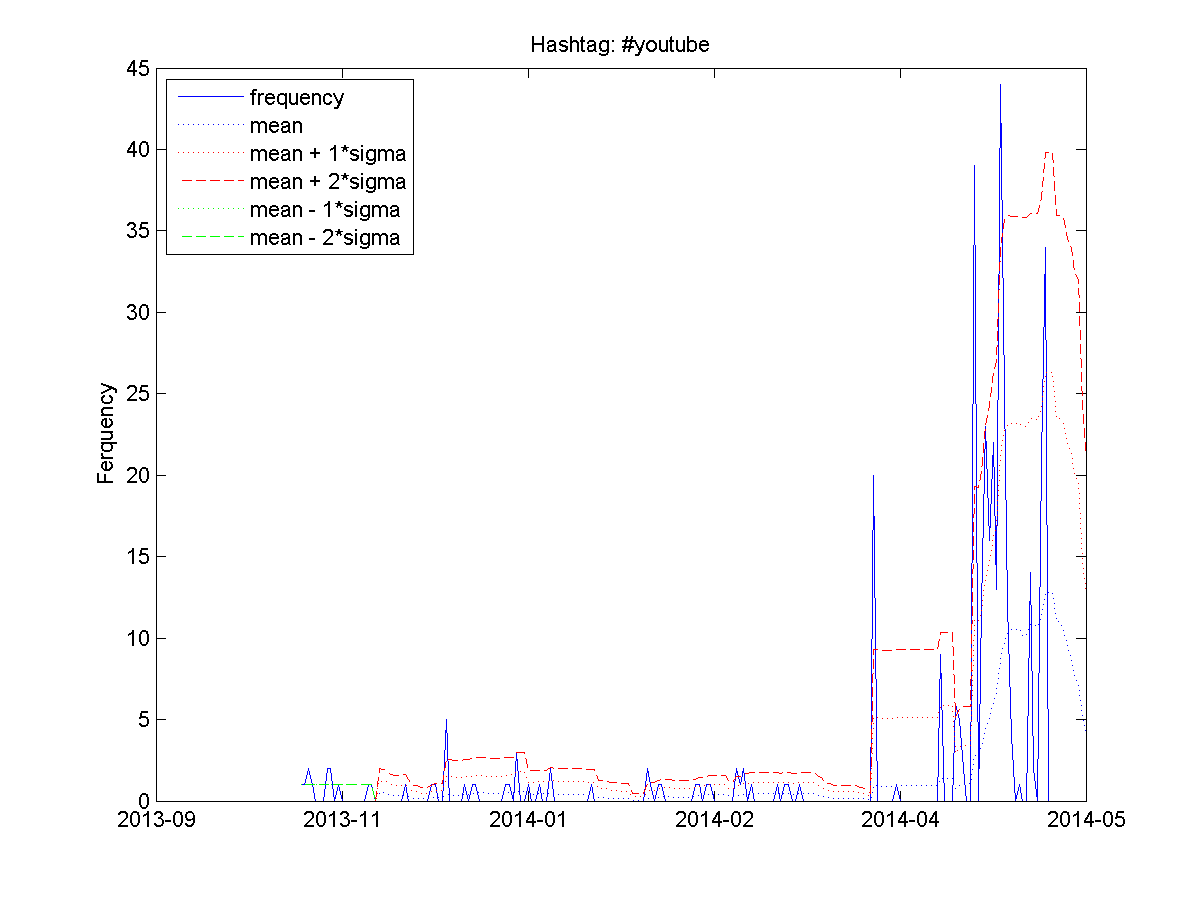 Hashtag: #youtube
45
40
35
30
25
20
15
10
5
0
frequency
mean
mean + 1*sigma
mean + 2*sigma
mean - 1*sigma
mean - 2*sigma
Ferquency
2013-09 2013-11 2014-01 2014-02 2014-04 2014-05